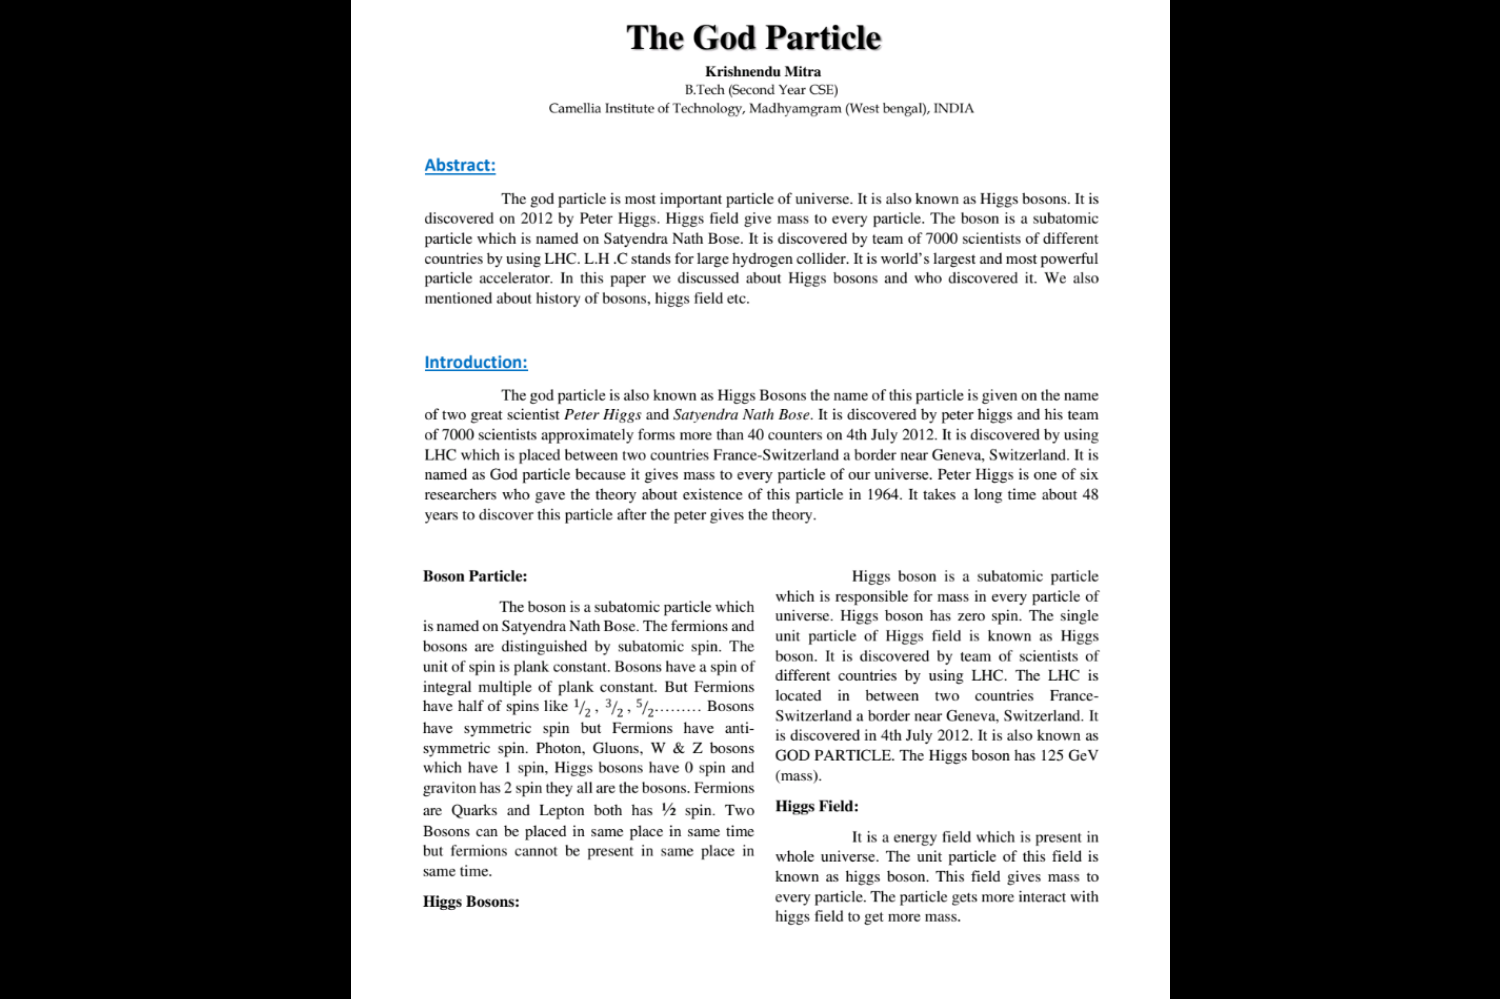 The God Particle
Krishnendu Mitra
B.Tech (Second Year CSE)
Camellia Institute of Technology, Madhyamgram (West bengal), INDIA
Abstract:
The god particle is most important particle of universe. It is also known as Higgs bosons. It is
discovered on 2012 by Peter Higgs. Higgs field give mass to every particle. The boson is a subatomic
particle which is named on Satyendra Nath Bose. It is discovered by team of 7000 scientists of different
countries by using LHC. L.H .C stands for large hydrogen collider. It is world's largest and most powerful
particle accelerator. In this paper we discussed about Higgs bosons and who discovered it. We also
mentioned about history of bosons, higgs field etc.
Introduction:
The god particle is also known as Higgs Bosons the name of this particle is given on the name
of two great scientist Peter Higgs and Satyendra Nath Bose. It is discovered by peter higgs and his team
of 7000 scientists approximately forms more than 40 counters on 4th July 2012. It is discovered by using
LHC which is placed between two countries France-Switzerland a border near Geneva, Switzerland. It is
named as God particle because it gives mass to every particle of our universe. Peter Higgs is one of six
researchers who gave the theory about existence of this particle in 1964. It takes a long time about 48
years to discover this particle after the peter gives the theory.
Boson Particle:
The boson is a subatomic particle which
is named on Satyendra Nath Bose. The fermions and
bosons are distinguished by subatomic spin. The
unit of spin is plank constant. Bosons have a spin of
integral multiple of plank constant. But Fermions
have half of spins like 1/2 , 3/2 , 5/2......... Bosons
have symmetric spin but Fermions have anti-
symmetric spin. Photon, Gluons, W & Z bosons
which have 1 spin, Higgs bosons have 0 spin and
graviton has 2 spin they all are the bosons. Fermions
are Quarks and Lepton both has ½ spin. Two
Bosons can be placed in same place in same time
but fermions cannot be present in same place in
same time.
Higgs Bosons:
Higgs boson is a subatomic particle
which is responsible for mass in every particle of
universe. Higgs boson has zero spin. The single
unit particle of Higgs field is known as Higgs
boson. It is discovered by team of scientists of
different countries by using LHC. The LHC is
located in between two countries France-
Switzerland a border near Geneva, Switzerland. It
is discovered in 4th July 2012. It is also known as
GOD PARTICLE. The Higgs boson has 125 GeV
(mass).
Higgs Field:
It is a energy field which is present in
whole universe. The unit particle of this field is
known as higgs boson. This field gives mass to
every particle. The particle gets more interact with
higgs field to get more mass.